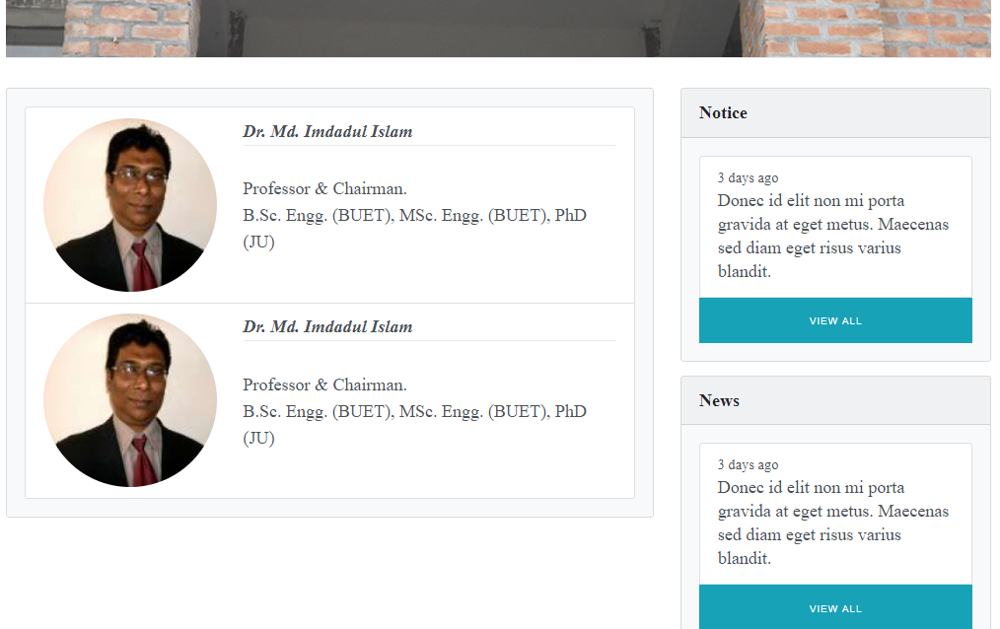 Dr. Md. Imdadul Islam
Professor & Chairman.
B.Sc. Engg. (BUET), MSc. Engg. (BUET), PhD
(JU)
Dr. Md. Imdadul Islam
Professor & Chairman.
B.Sc. Engg. (BUET), MSc. Engg. (BUET), PhD
(JU)
Notice
3 days ago
Donec id elit non mi porta
gravida at eget metus. Maecenas
sed diam eget risus varius
blandit.
VIEW ALL
News
3 days ago
Donec id elit non mi porta
gravida at eget metus. Maecenas
sed diam eget risus varius
blandit.
VIEW ALL